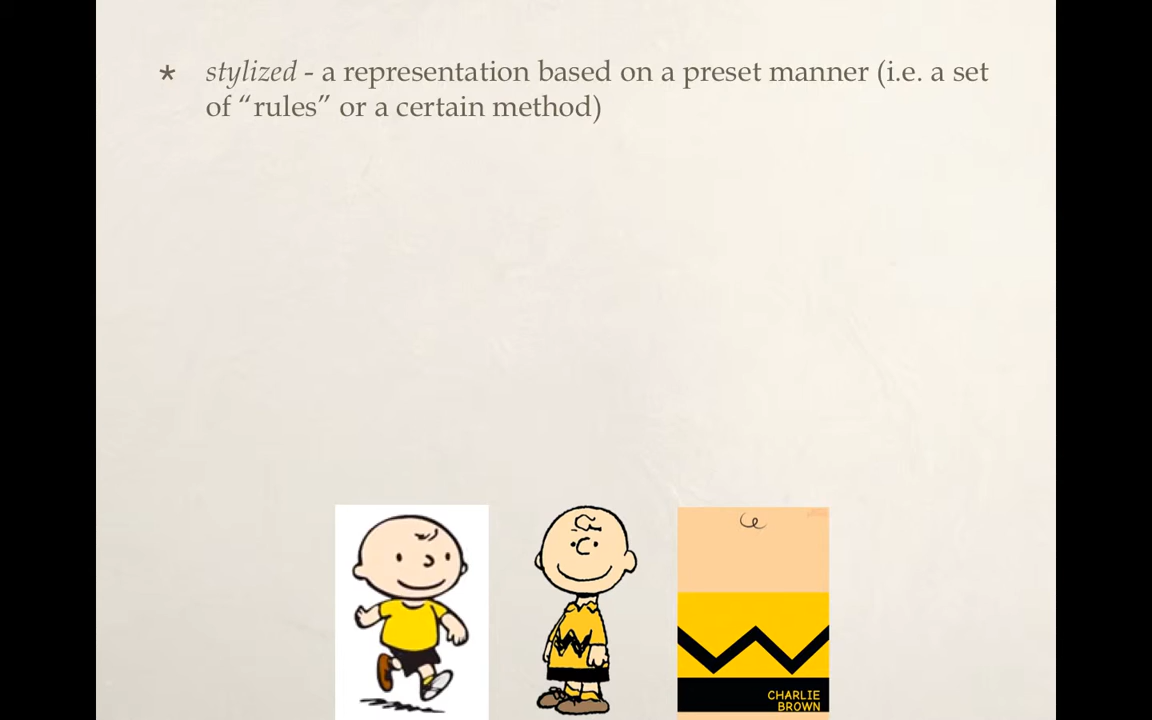 * stylized - a representation based on a preset manner (i.e. a set
of “rules” or a certain method)
CHARLIE
BROWN